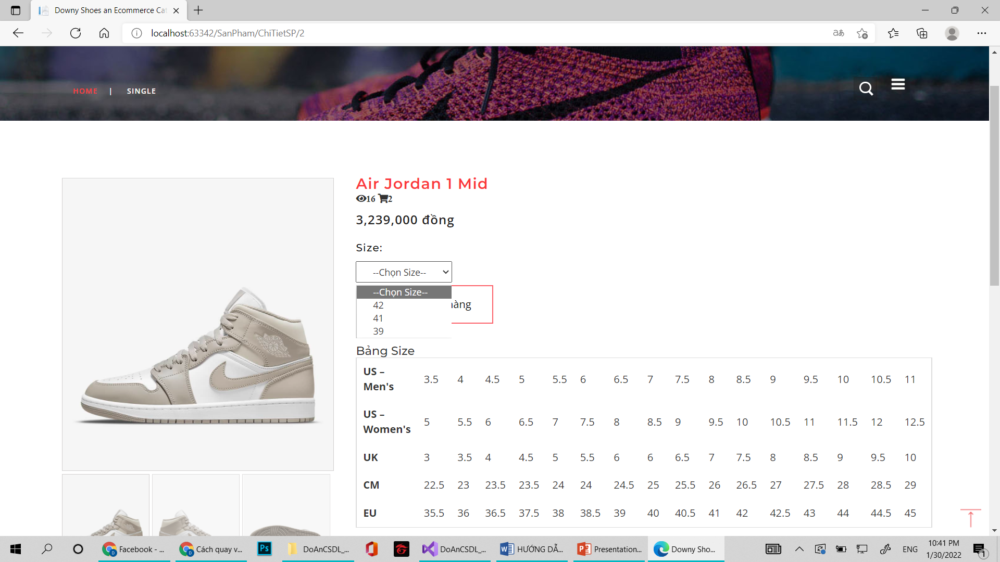 Downy Shoes an Ecommerce Cat
localhost:63342/SanPham/ChiTietSP/2
HOME | SINGLE
Air Jordan 1 Mid
16 2
3,239,000 đồng
Size:
--Chọn Size--
--Chọn Size--
42
41
39
hàng
Bảng Size
US – Men's 3.5 4 4.5 5 5.5 6 6.5 7 7.5 8 8.5 9 9.5 10 10.5 11
US – Women's 5 5.5 6 6.5 7 7.5 8 8.5 9 9.5 10 10.5 11 11.5 12 12.5
UK 3 3.5 4 4.5 5 5.5 6 6 6.5 7 7.5 8 8.5 9 9.5 10
CM 22.5 23 23.5 23.5 24 24 24.5 25 25.5 26 26.5 27 27.5 28 28.5 29
EU 35.5 36 36.5 37.5 38 38.5 39 40 40.5 41 42 42.5 43 44 44.5 45
Facebook - ...
Cách quay v...
Ps
DoAnCSDL_...
DoAnCSDL_...
HƯỚNG DẪ...
Presentation...
Downy Sho...
ENG
10:41 PM
1/30/2022
1